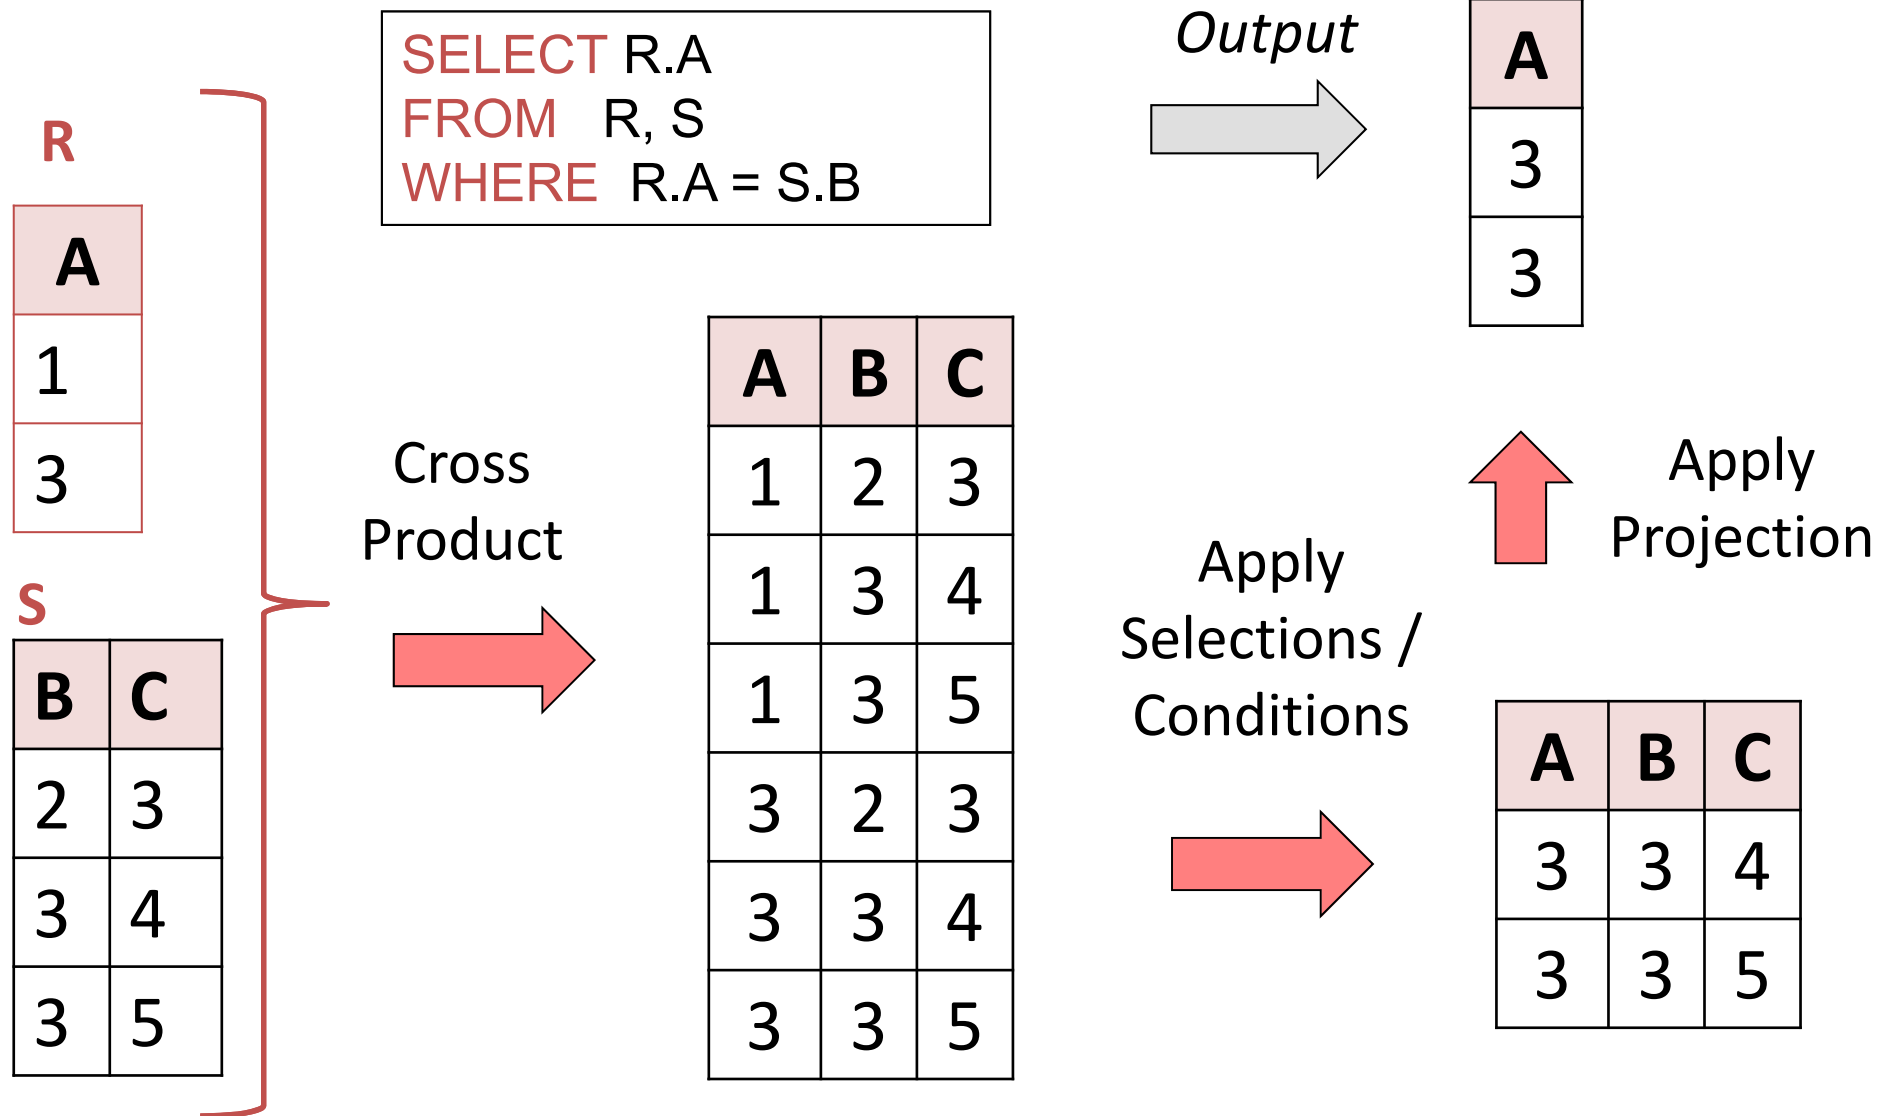 SELECT R.A
FROM R, S
WHERE R.A = S.B
Output
A
3
3
R
A
1
3
S
B C
2 3
3 4
3 5
Cross
Product
A B C
1 2 3
1 3 4
1 3 5
3 2 3
3 3 4
3 3 5
Apply
Selections /
Conditions
A B C
3 3 4
3 3 5
Apply
Projection